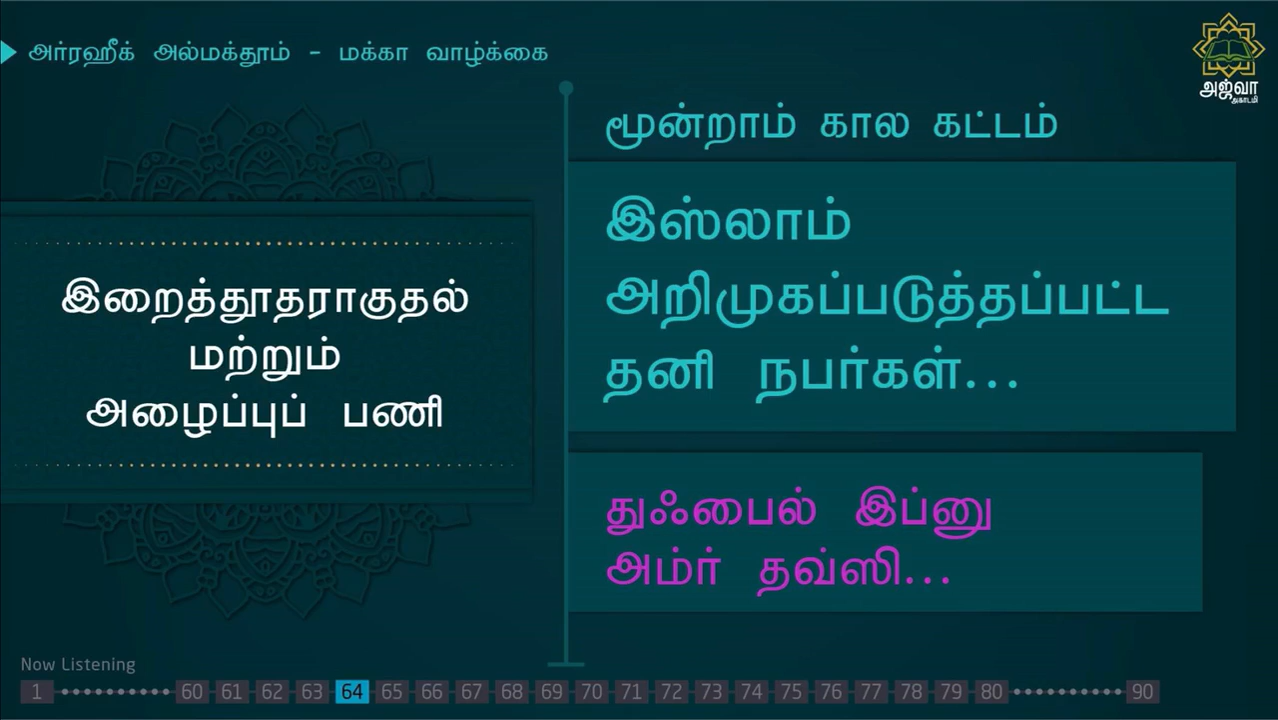 அர்ரஹீக் அல்மக்தூம் - மக்கா வாழ்க்கை
அஜ்வா
அகாடமி
இறைத்தூதராகுதல்
மற்றும்
அழைப்புப் பணி
மூன்றாம் கால கட்டம்
இஸ்லாம்
அறிமுகப்படுத்தப்பட்ட
தனி நபர்கள்...
துஃபைல் இப்னு
அம்ர் தவ்ஸி...
Now Listening
1 60 61 62 63 64 65 66 67 68 69 70 71 72 73 74 75 76 77 78 79 80 90